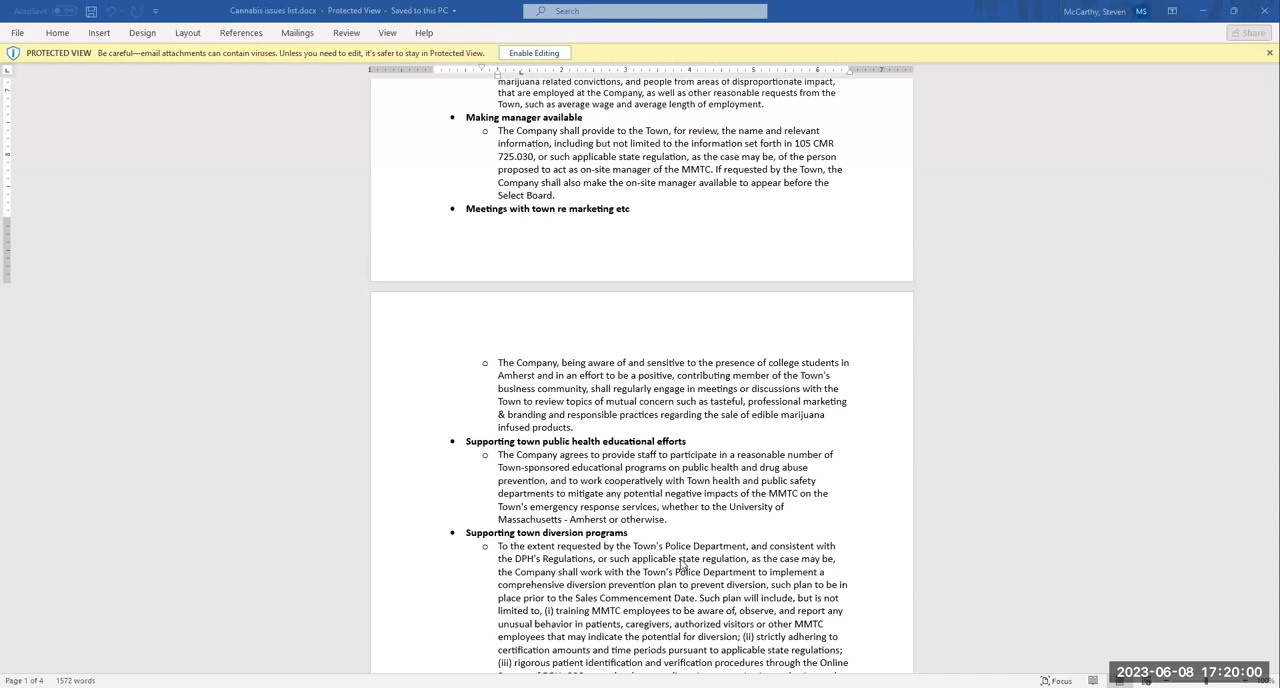 AutoSave Off
Cannabis issues list.docx • Protected View • Saved to this PC
Search
McCarthy, Steven MS
File Home Insert Design Layout References Mailings Review View Help
Share
PROTECTED VIEW Be careful—email attachments can contain viruses. Unless you need to edit, it's safer to stay in Protected View. Enable Editing
marijuana related convictions, and people from areas of disproportionate impact,
that are employed at the Company, as well as other reasonable requests from the
Town, such as average wage and average length of employment.
• Making manager available
o The Company shall provide to the Town, for review, the name and relevant
information, including but not limited to the information set forth in 105 CMR
725.030, or such applicable state regulation, as the case may be, of the person
proposed to act as on-site manager of the MMTC. If requested by the Town, the
Company shall also make the on-site manager available to appear before the
Select Board.
• Meetings with town re marketing etc
o The Company, being aware of and sensitive to the presence of college students in
Amherst and in an effort to be a positive, contributing member of the Town's
business community, shall regularly engage in meetings or discussions with the
Town to review topics of mutual concern such as tasteful, professional marketing
& branding and responsible practices regarding the sale of edible marijuana
infused products.
• Supporting town public health educational efforts
o The Company agrees to provide staff to participate in a reasonable number of
Town-sponsored educational programs on public health and drug abuse
prevention, and to work cooperatively with Town health and public safety
departments to mitigate any potential negative impacts of the MMTC on the
Town's emergency response services, whether to the University of
Massachusetts - Amherst or otherwise.
• Supporting town diversion programs
o To the extent requested by the Town's Police Department, and consistent with
the DPH's Regulations, or such applicable state regulation, as the case may be,
the Company shall work with the Town's Police Department to implement a
comprehensive diversion prevention plan to prevent diversion, such plan to be in
place prior to the Sales Commencement Date. Such plan will include, but is not
limited to, (i) training MMTC employees to be aware of, observe, and report any
unusual behavior in patients, caregivers, authorized visitors or other MMTC
employees that may indicate the potential for diversion; (ii) strictly adhering to
certification amounts and time periods pursuant to applicable state regulations;
(iii) rigorous patient identification and verification procedures through the Online
Page 1 of 4 1572 words
Focus
2023-06-08 17:20:00